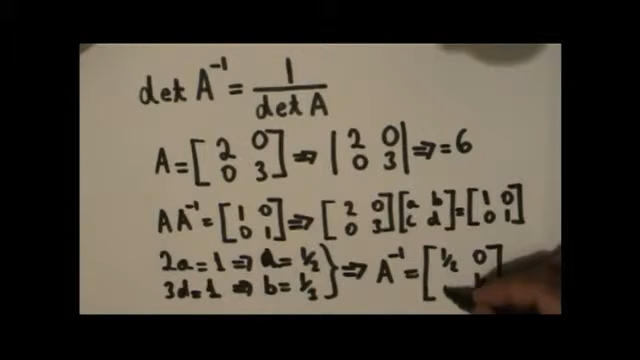 det A⁻¹ = 1 / det A
A = [2 0 0 3] ⇒ |2 0 0 3| ⇒ = 6
A A⁻¹ = [1 0 0 1] ⇒ [2 0 0 3] [a b c d] = [1 0 0 1]
2a = 1 ⇒ a = 1/2
3d = 1 ⇒ b = 1/3 } ⇒ A⁻¹ = [1/2 0